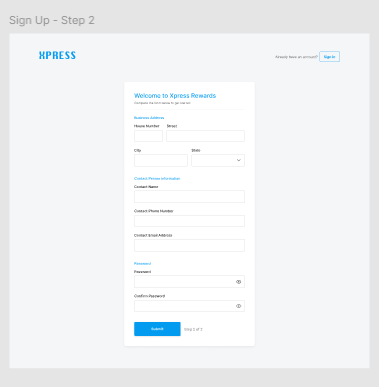 Sign Up - Step 2
XPRESS
Already have an account? Sign In
Welcome to Xpress Rewards
Complete the form below to get started
Business Address
House Number Street
City State
Contact Person Information
Contact Name
Contact Phone Number
Contact Email Address
Password
Password
Confirm Password
Submit Step 2 of 2